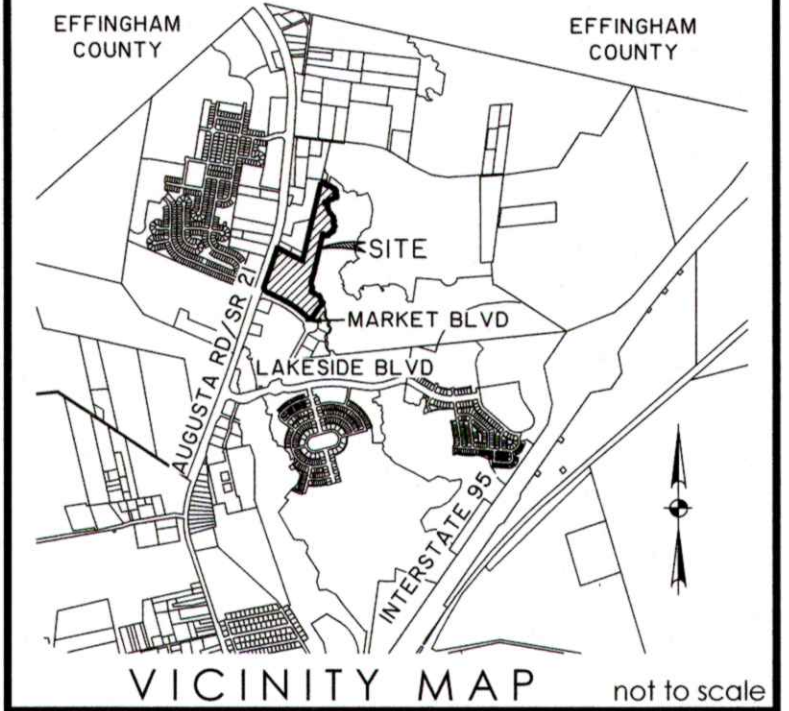 EFFINGHAM
COUNTY
EFFINGHAM
COUNTY
SITE
MARKET BLVD
LAKESIDE BLVD
AUGUSTA RD/SR 21
INTERSTATE 95
VICINITY MAP
not to scale